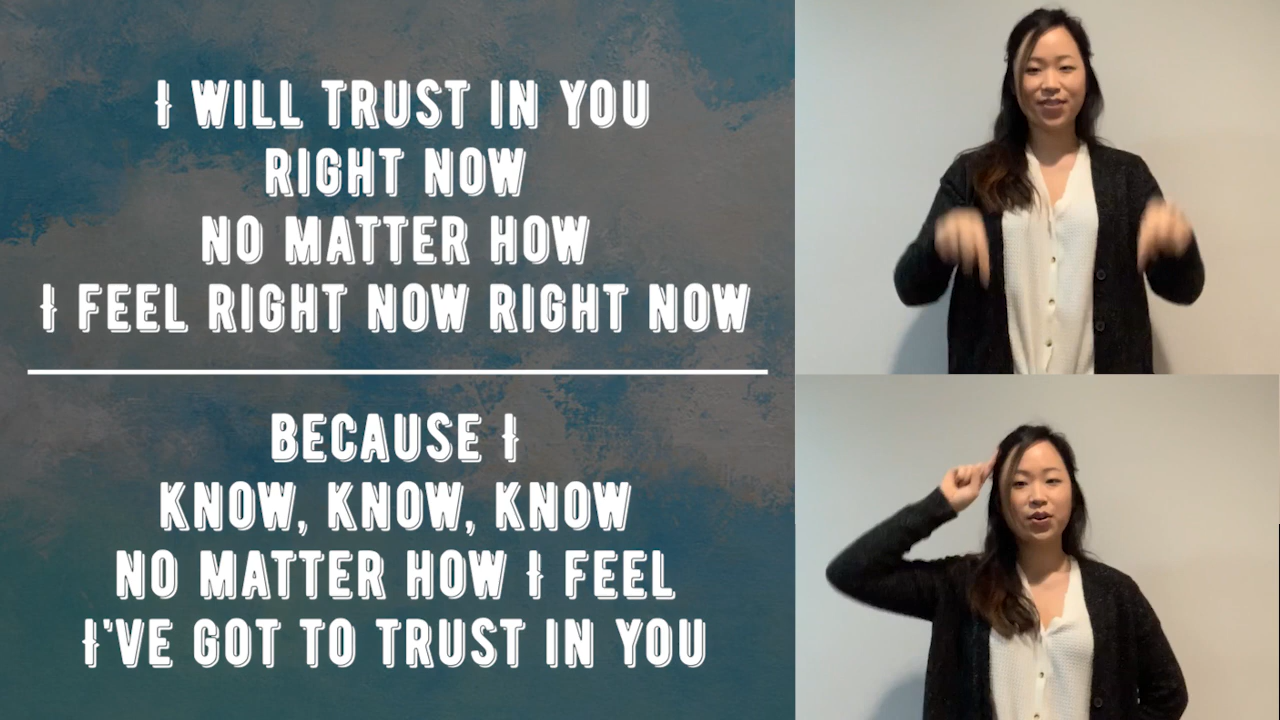 I WILL TRUST IN YOU
RIGHT NOW
NO MATTER HOW
I FEEL RIGHT NOW RIGHT NOW
BECAUSE I
KNOW, KNOW, KNOW
NO MATTER HOW I FEEL
I'VE GOT TO TRUST IN YOU